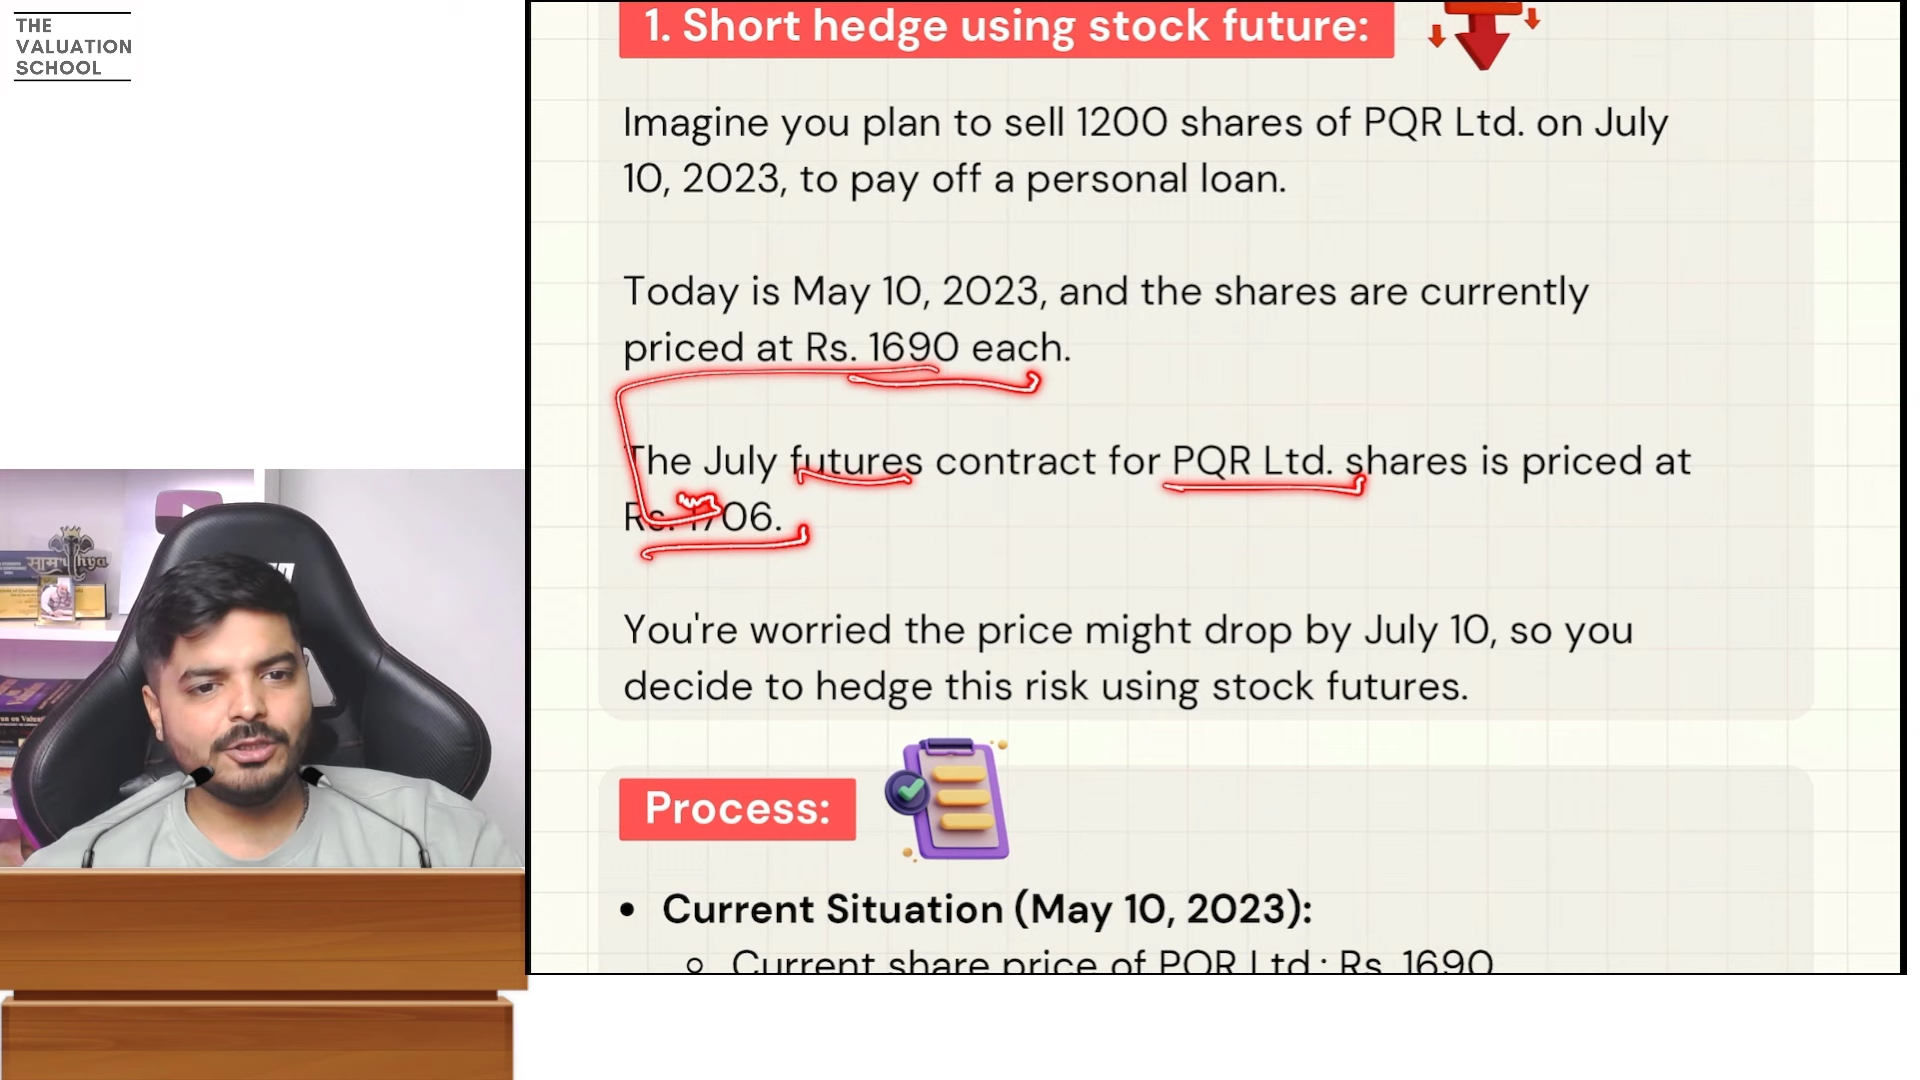 THE
VALUATION
SCHOOL
1. Short hedge using stock future:
Imagine you plan to sell 1200 shares of PQR Ltd. on July
10, 2023, to pay off a personal loan.
Today is May 10, 2023, and the shares are currently
priced at Rs. 1690 each.
The July futures contract for PQR Ltd. shares is priced at
Rs. 1706.
You're worried the price might drop by July 10, so you
decide to hedge this risk using stock futures.
Process:
• Current Situation (May 10, 2023):
○ Current share price of PQR Ltd.: Rs. 1690